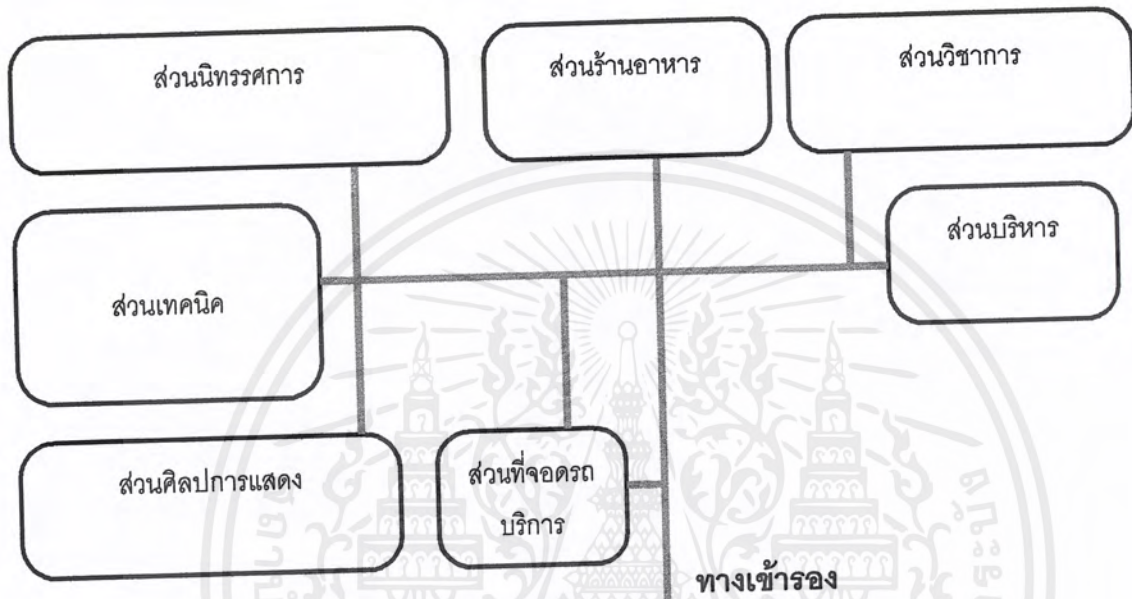 ส่วนนิทรรศการ
ส่วนร้านอาหาร
ส่วนวิชาการ
ส่วนบริหาร
ส่วนเทคนิค
ส่วนศิลปการแสดง
ส่วนที่จอดรถ
บริการ
ทางเข้ารอง